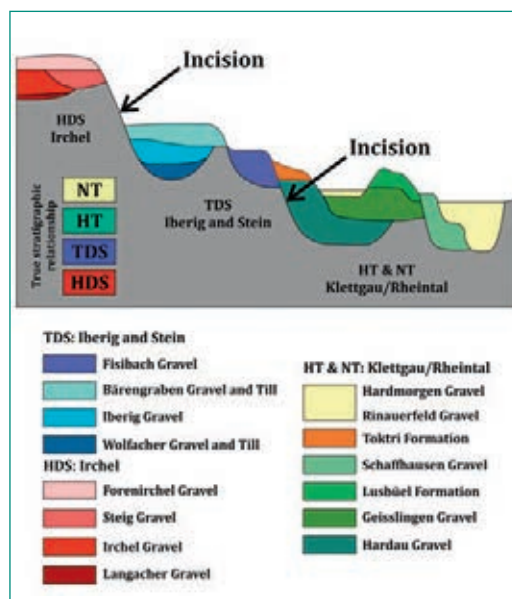 Incision
HDS
Irchel
Incision
NT
HT
TDS
HDS
True stratigraphic
relationship
TDS
Iberig and Stein
HT & NT
Klettgau/Rheintal
TDS: Iberig and Stein
Fisibach Gravel
Bärengraben Gravel and Till
Iberig Gravel
Wolfacher Gravel and Till
HDS: Irchel
Forenirchel Gravel
Steig Gravel
Irchel Gravel
Langacher Gravel
HT & NT: Klettgau/Rheintal
Hardmorgen Gravel
Rinauerfeld Gravel
Toktri Formation
Schaffhausen Gravel
Lusbüel Formation
Geisslingen Gravel
Hardau Gravel